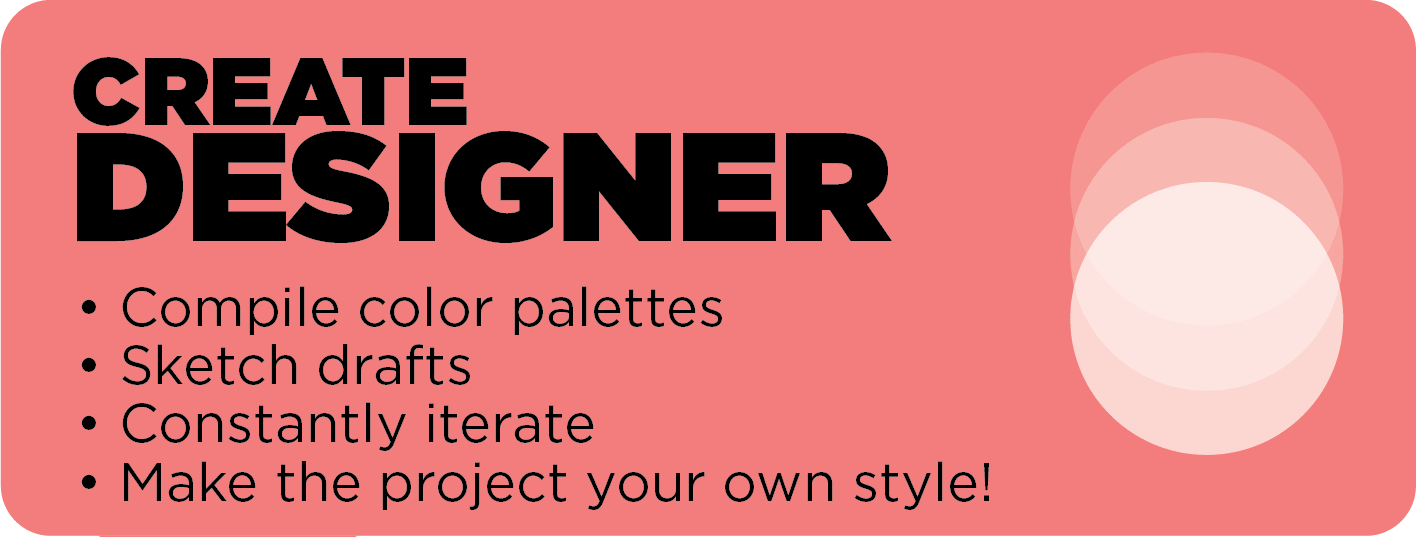 CREATE
DESIGNER
• Compile color palettes
• Sketch drafts
• Constantly iterate
• Make the project your own style!